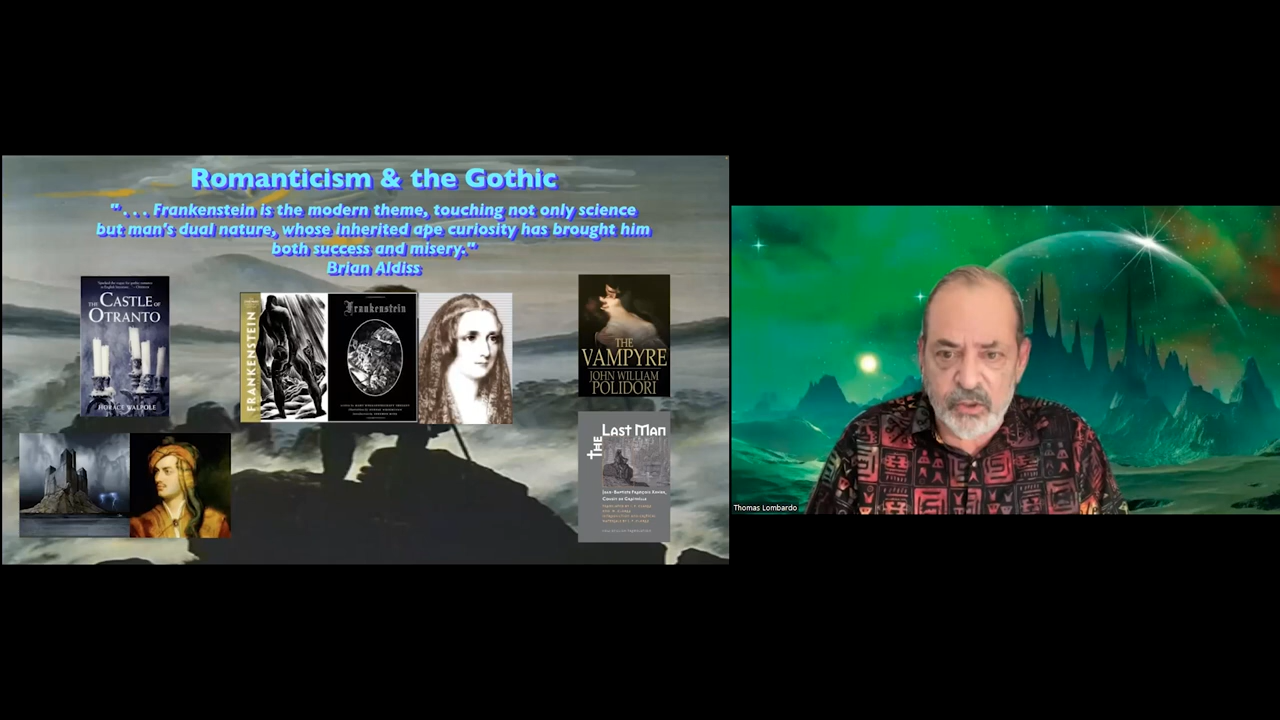 Romanticism & the Gothic
". . . Frankenstein is the modern theme, touching not only science
but man's dual nature, whose inherited ape curiosity has brought him
both success and misery."
Brian Aldiss
THE
CASTLE OF
OTRANTO
HORACE WALPOLE
FRANKENSTEIN
Frankenstein
THE
VAMPYRE
JOHN WILLIAM
POLIDORI
THE
LAST MAN
Thomas Lombardo